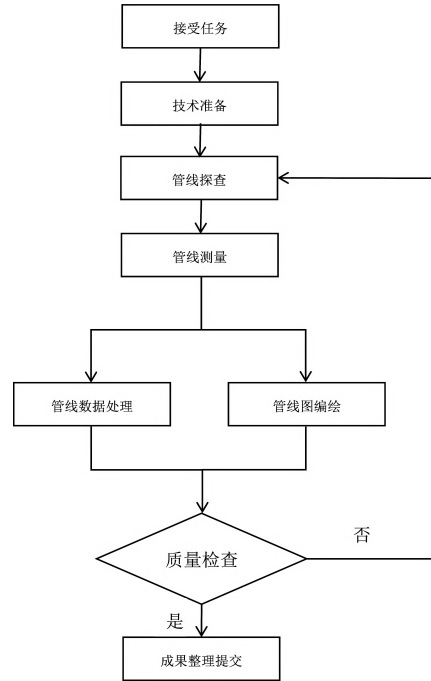 接受任务
技术准备
管线探查
管线测量
管线数据处理
管线图编绘
质量检查
否
是
成果整理提交